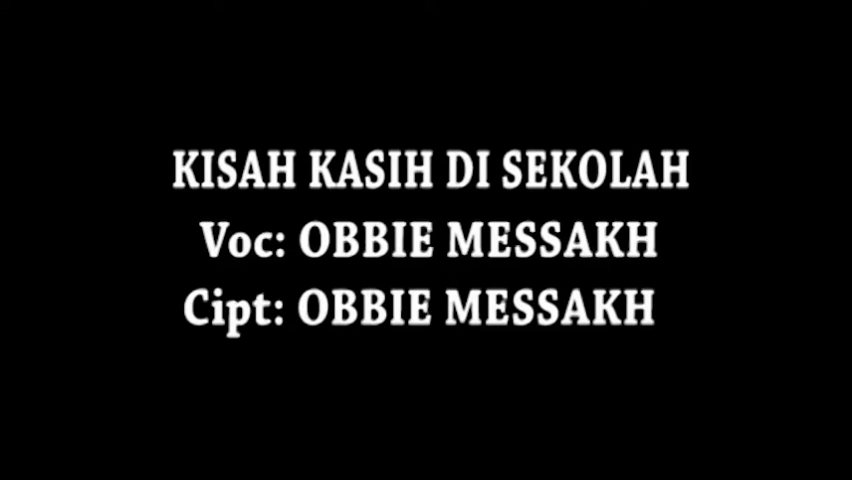 KISAH KASIH DI SEKOLAH
Voc: OBBIE MESSAKH
Cipt: OBBIE MESSAKH